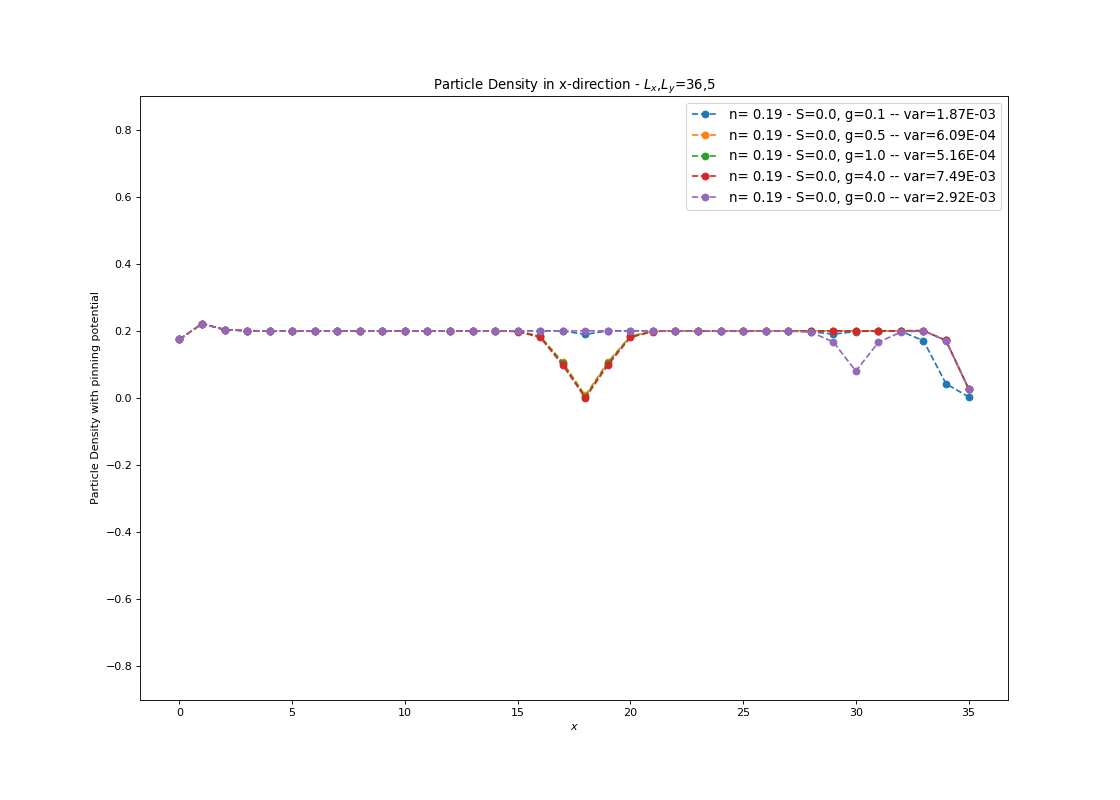 Particle Density in x-direction - Lx,Ly=36,5
n= 0.19 - S=0.0, g=0.1 -- var=1.87E-03
n= 0.19 - S=0.0, g=0.5 -- var=6.09E-04
n= 0.19 - S=0.0, g=1.0 -- var=5.16E-04
n= 0.19 - S=0.0, g=4.0 -- var=7.49E-03
n= 0.19 - S=0.0, g=0.0 -- var=2.92E-03
Particle Density with pinning potential
0.8
0.6
0.4
0.2
0.0
−0.2
−0.4
−0.6
−0.8
0 5 10 15 20 25 30 35
x